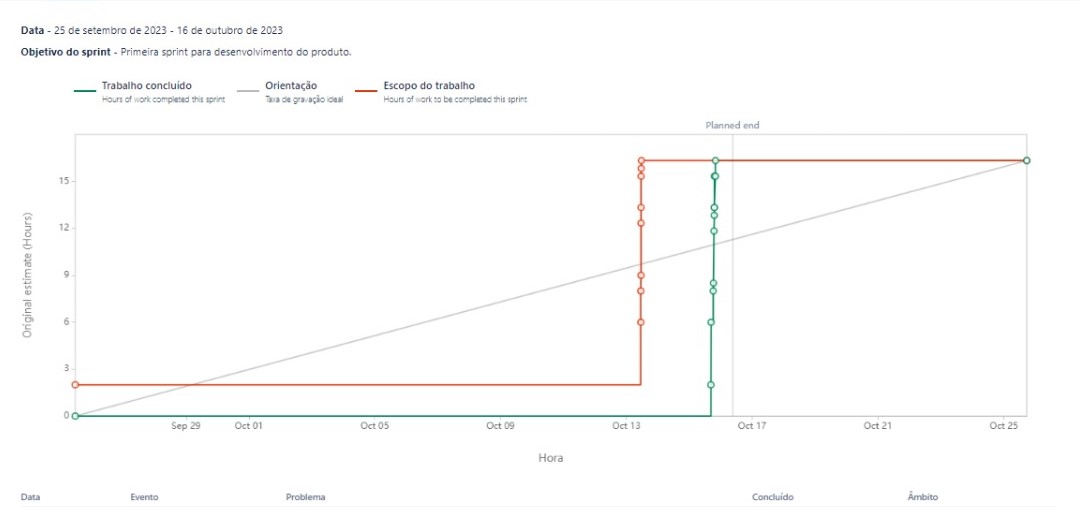 Data - 25 de setembro de 2023 - 16 de outubro de 2023
Objetivo do sprint - Primeira sprint para desenvolvimento do produto.
Trabalho concluído
Hours of work completed this sprint
Orientação
Taxa de gravação ideal
Escopo do trabalho
Hours of work to be completed this sprint
Planned end
Original estimate (Hours)
15
12
9
6
3
0
Sep 29 Oct 01 Oct 05 Oct 09 Oct 13 Oct 17 Oct 21 Oct 25
Hora
Data Evento Problema Concluído Âmbito